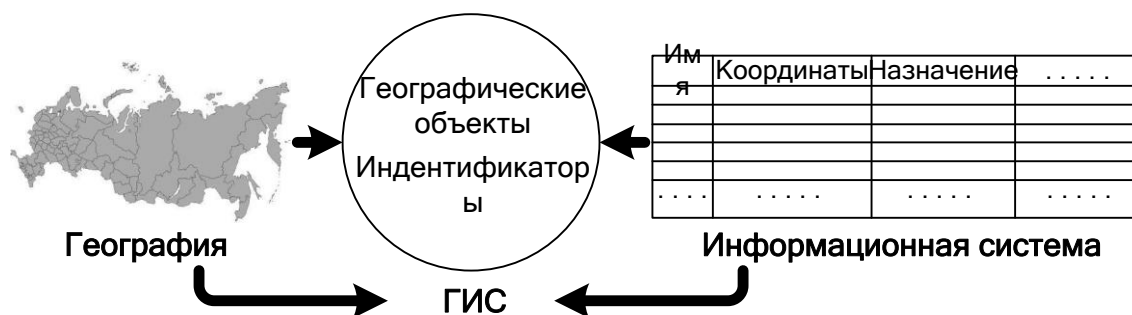 Географические
объекты
Индентификатор
ы
Им
я
Координаты
Назначение
. . . . .
. . . .
. . . . .
. . . . .
. . . . .
География
Информационная система
ГИС